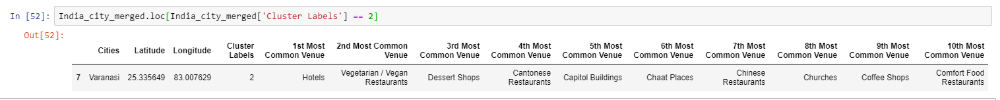 In [52]: India_city_merged.loc[India_city_merged['Cluster Labels'] == 2]
Out[52]:
Cities Latitude Longitude Cluster Labels 1st Most Common Venue 2nd Most Common Venue 3rd Most Common Venue 4th Most Common Venue 5th Most Common Venue 6th Most Common Venue 7th Most Common Venue 8th Most Common Venue 9th Most Common Venue 10th Most Common Venue
7 Varanasi 25.335649 83.007629 2 Hotels Vegetarian / Vegan Restaurants Dessert Shops Cantonese Restaurants Capitol Buildings Chaat Places Chinese Restaurants Churches Coffee Shops Comfort Food Restaurants